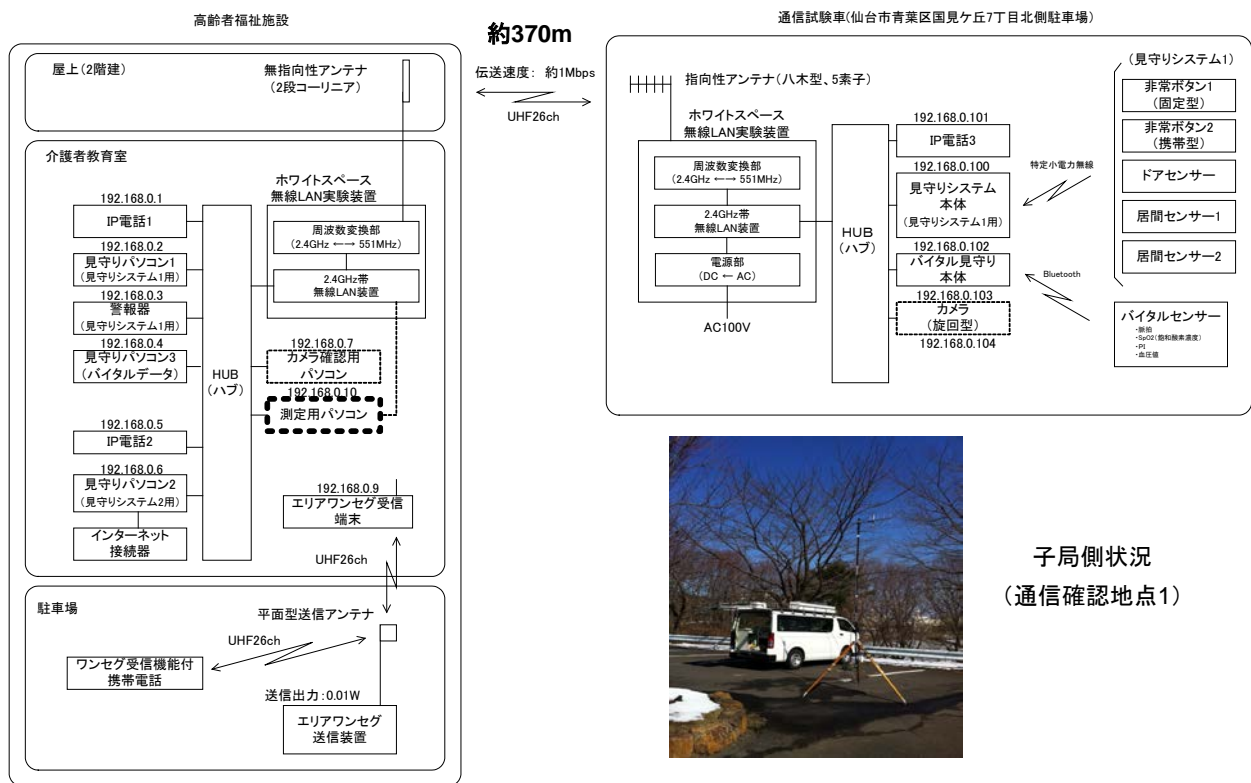 高齢者福祉施設
屋上(2階建)
無指向性アンテナ
(2段コーリニア)
介護者教育室
192.168.0.1
IP電話1
192.168.0.2
見守りパソコン1
(見守りシステム1用)
192.168.0.3
警報器
(見守りシステム1用)
192.168.0.4
見守りパソコン3
(バイタルデータ)
192.168.0.5
IP電話2
192.168.0.6
見守りパソコン2
(見守りシステム2用)
インターネット
接続器
HUB
(ハブ)
ホワイトスペース
無線LAN実験装置
周波数変換部
(2.4GHz ←→ 551MHz)
2.4GHz帯
無線LAN装置
192.168.0.7
カメラ確認用
パソコン
192.168.0.10
測定用パソコン
192.168.0.9
エリアワンセグ受信
端末
UHF26ch
駐車場
平面型送信アンテナ
UHF26ch
ワンセグ受信機能付
携帯電話
送信出力:0.01W
エリアワンセグ
送信装置
約370m
伝送速度: 約1Mbps
UHF26ch
通信試験車(仙台市青葉区国見ケ丘7丁目北側駐車場)
指向性アンテナ(八木型、5素子)
ホワイトスペース
無線LAN実験装置
周波数変換部
(2.4GHz ←→ 551MHz)
2.4GHz帯
無線LAN装置
電源部
(DC ← AC)
AC100V
HUB
(ハブ)
192.168.0.101
IP電話3
192.168.0.100
見守りシステム
本体
(見守りシステム1用)
192.168.0.102
バイタル見守り
本体
192.168.0.103
カメラ
(旋回型)
192.168.0.104
特定小電力無線
Bluetooth
(見守りシステム1)
非常ボタン1
(固定型)
非常ボタン2
(携帯型)
ドアセンサー
居間センサー1
居間センサー2
バイタルセンサー
・脈拍
・SpO2(飽和酸素濃度)
・PI
・血圧値
子局側状況
(通信確認地点1)